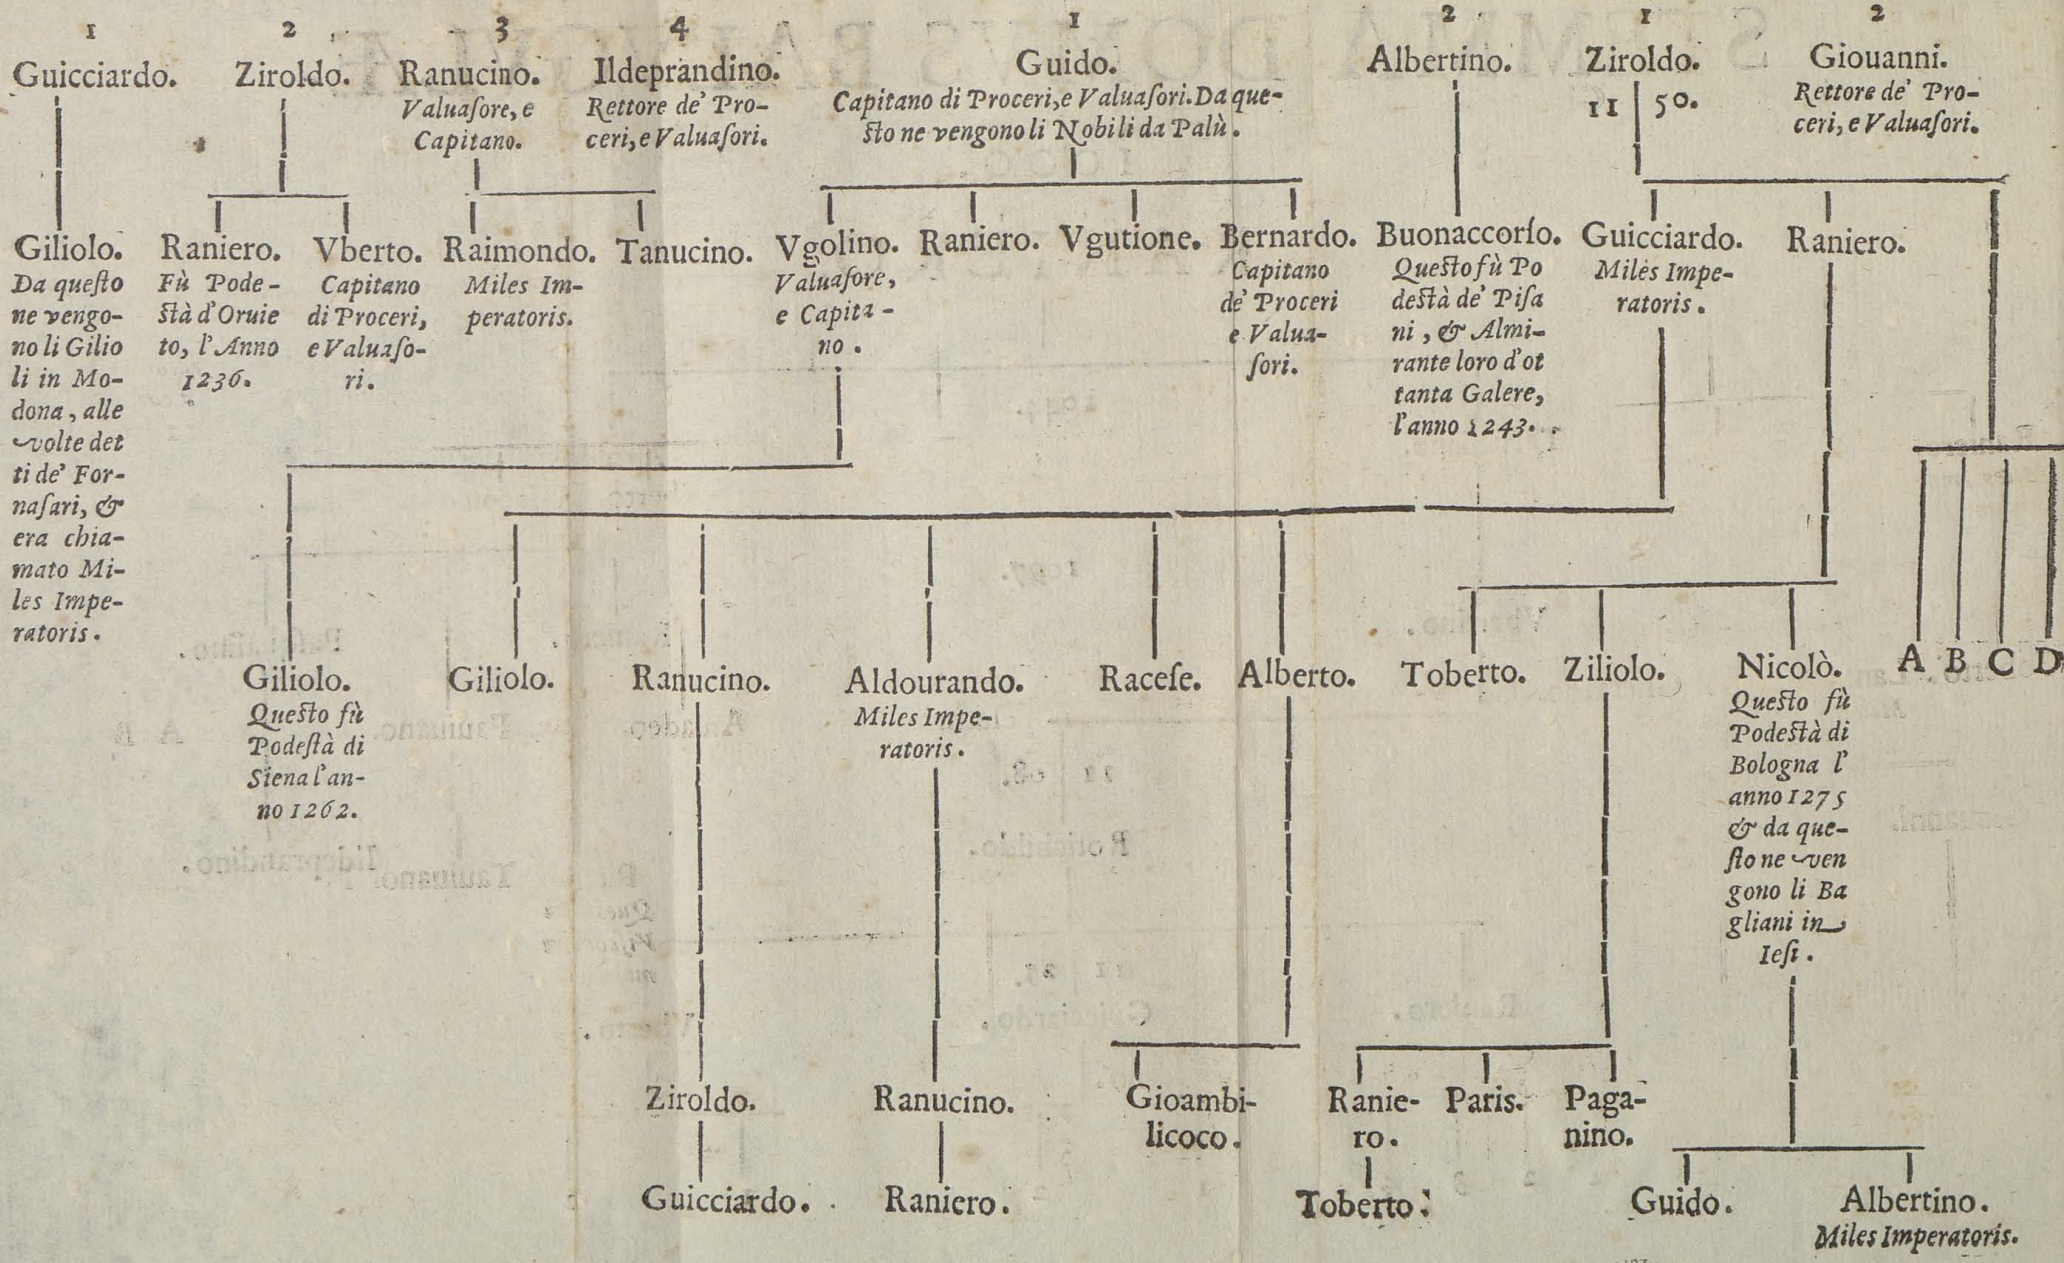 1 2 3 4 1 2 1 2
Guicciardo. Ziroldo. Ranucino. Ildeprandino. Guido. Albertino. Ziroldo. Giouanni.
Valuaſore, e
Capitano.
Rettore de' Pro-
ceri, e Valuaſori.
Capitano di Proceri, e Valuaſori. Da que-
ſto ne vengono li Nobili da Palù.
11 50.
Rettore de' Pro-
ceri, e Valuaſori.
Giliolo. Raniero. Vberto. Raimondo. Tanucino. Vgolino. Raniero. Vgutione. Bernardo. Buonaccorſo. Guicciardo. Raniero.
Da queſto
ne vengo-
no li Gilio
li in Mo-
dona, alle
volte det
ti de' For-
naſari, &
era chia-
mato Mi-
les Impe-
ratoris.
Fù Pode-
ſtà d'Oruie
to, l'Anno
1236.
Capitano
di Proceri,
e Valuaſo-
ri.
Miles Im-
peratoris.
Valuaſore,
e Capita-
no.
Capitano
de' Proceri
e Valua-
ſori.
Queſto fù Po
deſtà de' Piſa
ni, & Almi-
rante loro d'ot
tanta Galere,
l'anno 1243.
Miles Impe-
ratoris.
Giliolo. Giliolo. Ranucino. Aldourando. Raceſe. Alberto. Toberto. Ziliolo. Nicolò. A B C D
Queſto fù
Podeſtà di
Siena l'an-
no 1262.
Miles Impe-
ratoris.
Queſto fù
Podeſtà di
Bologna l'
anno 1275
& da que-
ſto ne ven
gono li Ba
gliani in
Ieſi.
Ziroldo. Ranucino. Gioambi-
licoco.
Ranie-
ro.
Paris. Paga-
nino.
Guicciardo. Raniero. Toberto. Guido. Albertino.
Miles Imperatoris.